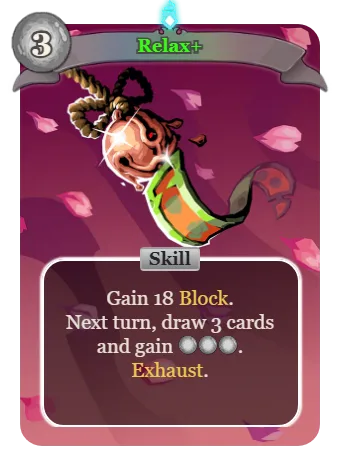 3
Relax+
Skill
Gain 18 Block.
Next turn, draw 3 cards
and gain .
Exhaust.